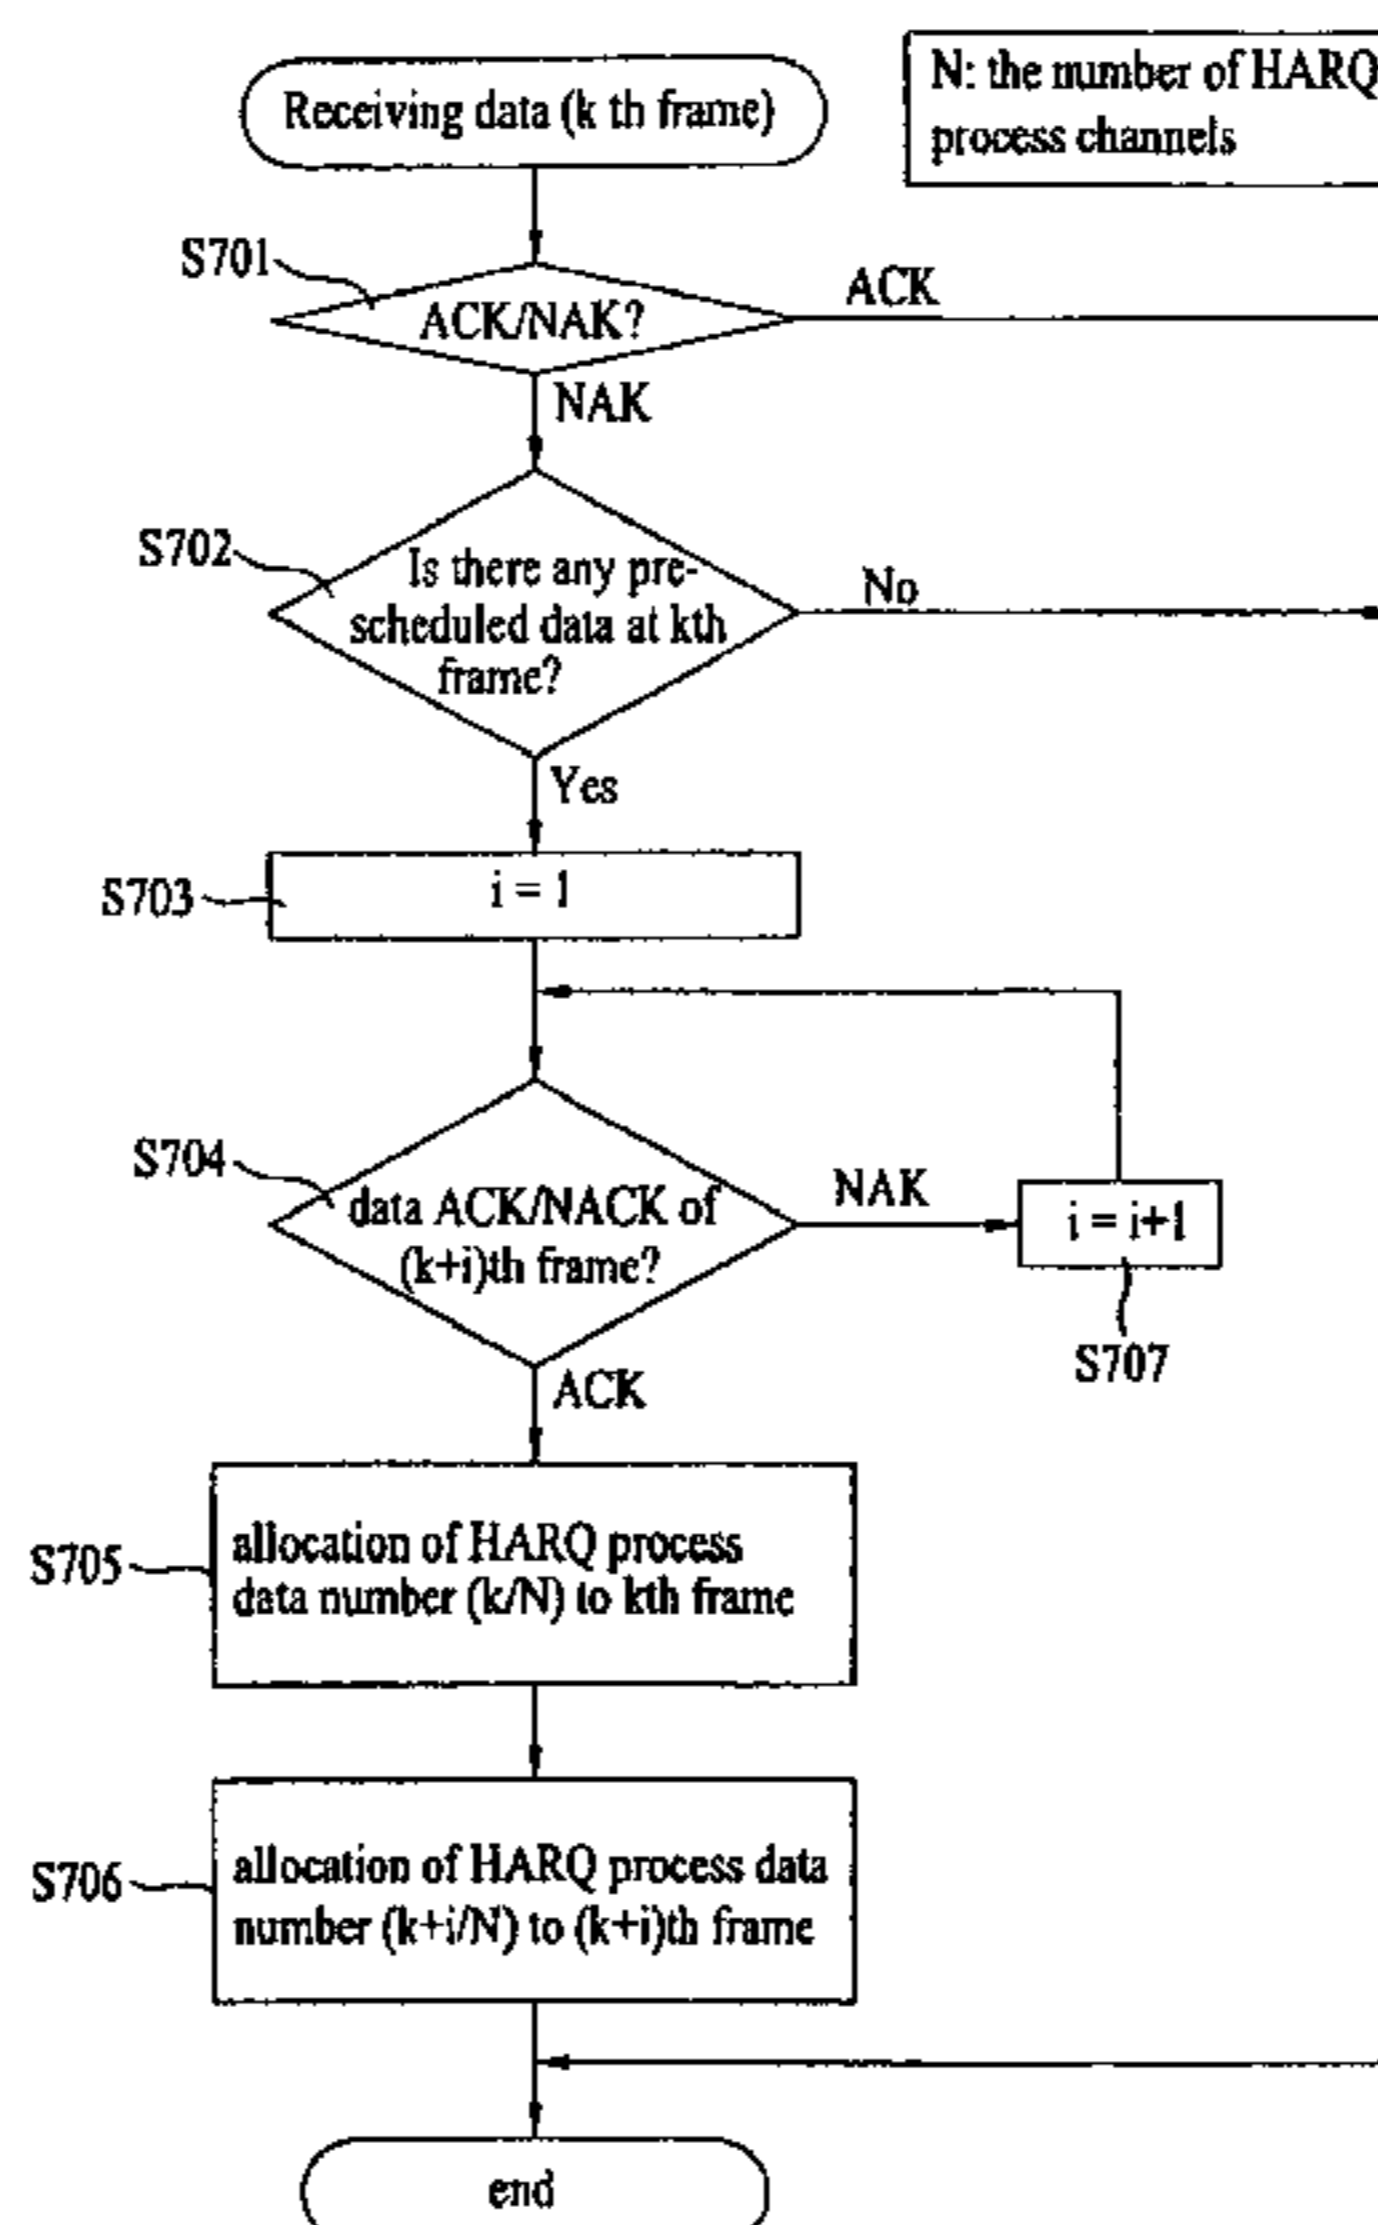 Receiving data (k th frame)
N: the number of HARQ
process channels
S701
ACK/NAK?
ACK
NAK
S702
Is there any pre-
scheduled data at kth
frame?
No
Yes
S703
i = 1
S704
data ACK/NACK of
(k+i)th frame?
NAK
i = i+1
S707
ACK
S705
allocation of HARQ process
data number (k/N) to kth frame
S706
allocation of HARQ process data
number (k+i/N) to (k+i)th frame
end